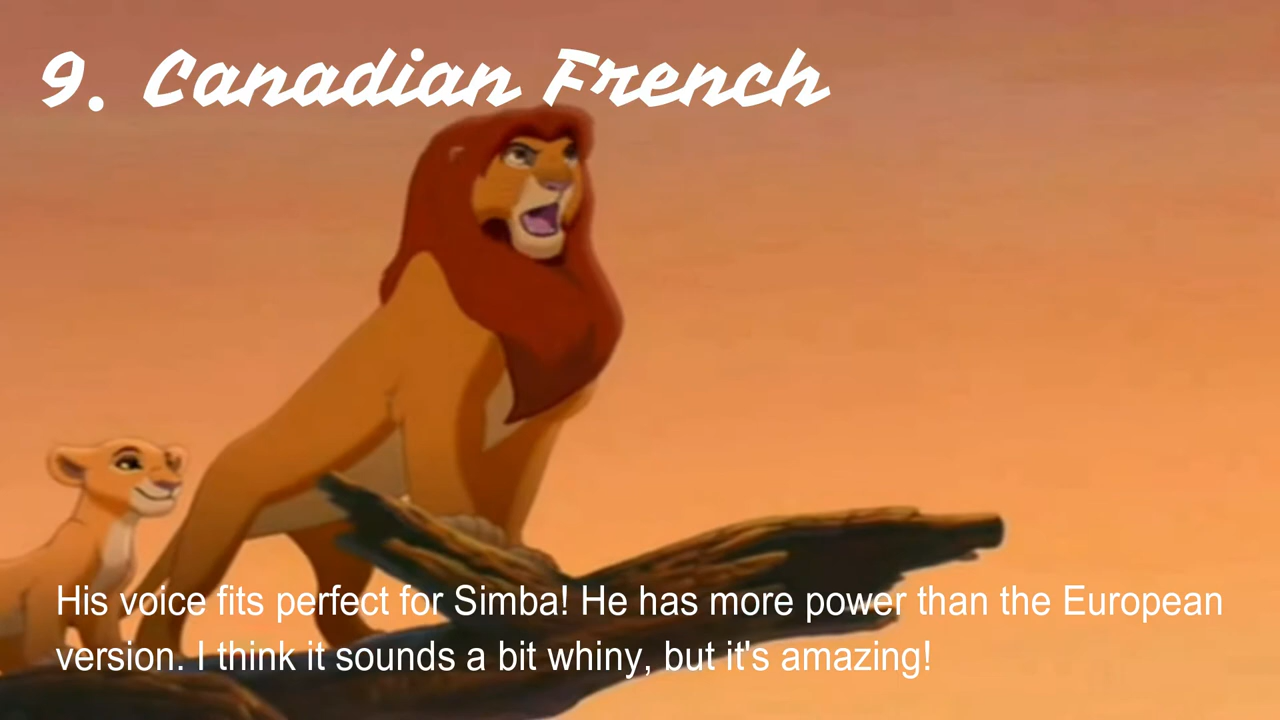 9. Canadian French
His voice fits perfect for Simba! He has more power than the European
version. I think it sounds a bit whiny, but it's amazing!